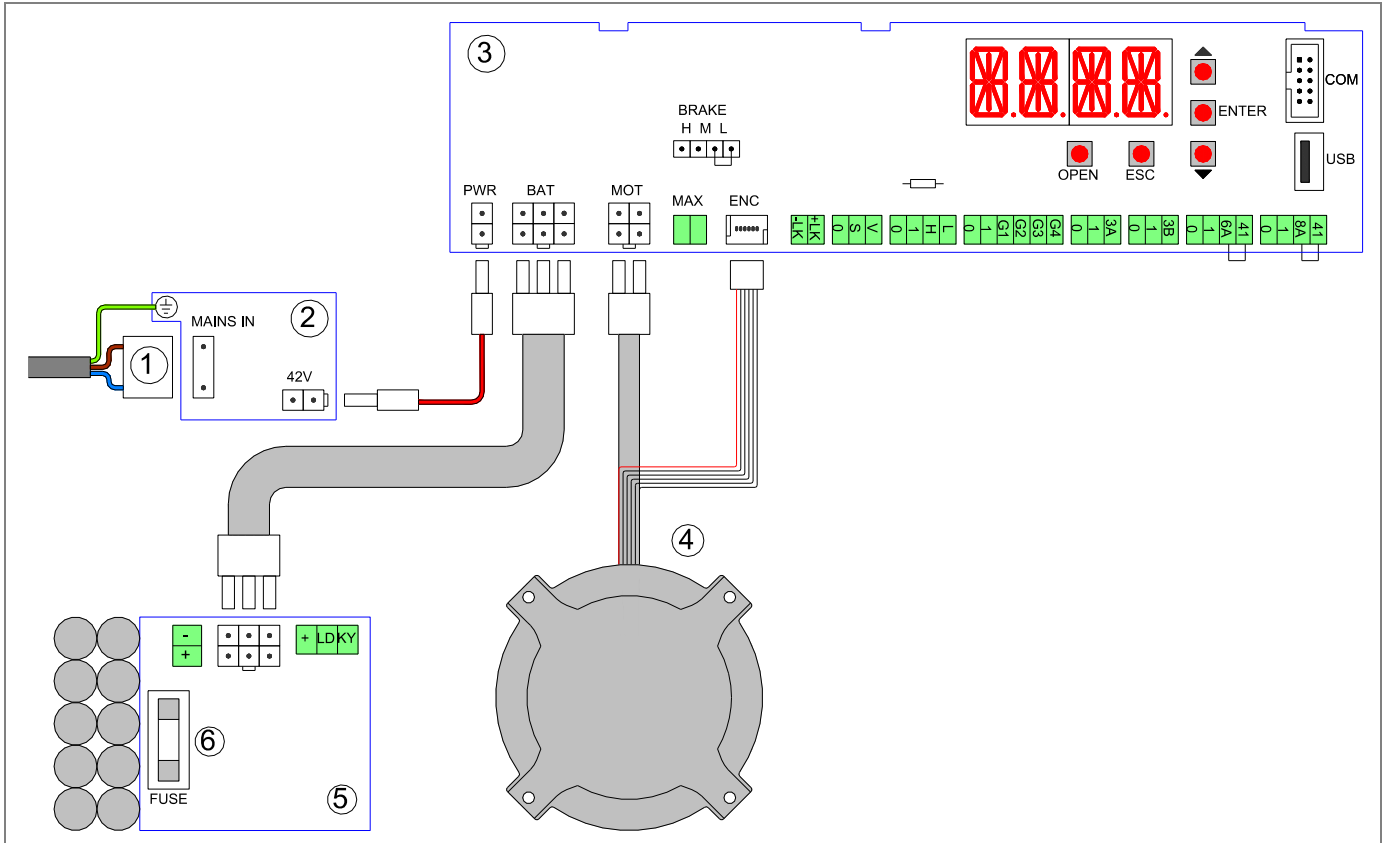 3
COM
BRAKE
H M L
ENTER
USB
OPEN ESC
PWR BAT MOT MAX ENC
-LK +LK 0 S V 0 1 H L 0 1 G1 G2 G3 G4 0 1 3A 0 1 3B 0 1 6A 41 0 1 8A 41
2
MAINS IN
1
42V
4
-
+
+ LD KY
6
5
FUSE